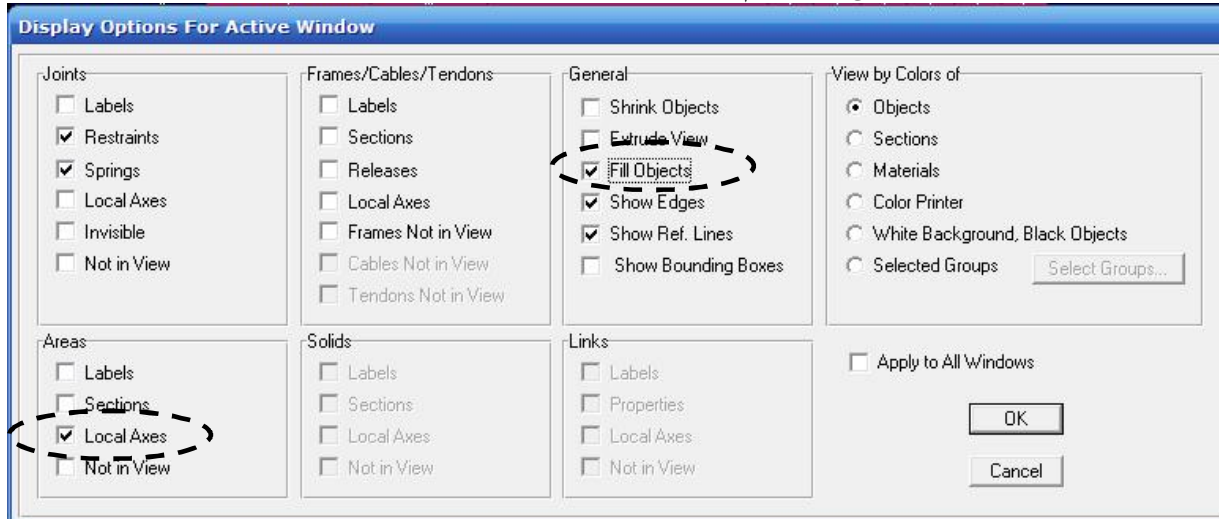 Display Options For Active Window
Joints
Labels
Restraints
Springs
Local Axes
Invisible
Not in View
Frames/Cables/Tendons
Labels
Sections
Releases
Local Axes
Frames Not in View
Cables Not in View
Tendons Not in View
General
Shrink Objects
Extrude View
Fill Objects
Show Edges
Show Ref. Lines
Show Bounding Boxes
View by Colors of
Objects
Sections
Materials
Color Printer
White Background, Black Objects
Selected Groups
Select Groups...
Areas
Labels
Sections
Local Axes
Not in View
Solids
Labels
Sections
Local Axes
Not in View
Links
Labels
Properties
Local Axes
Not in View
Apply to All Windows
OK
Cancel